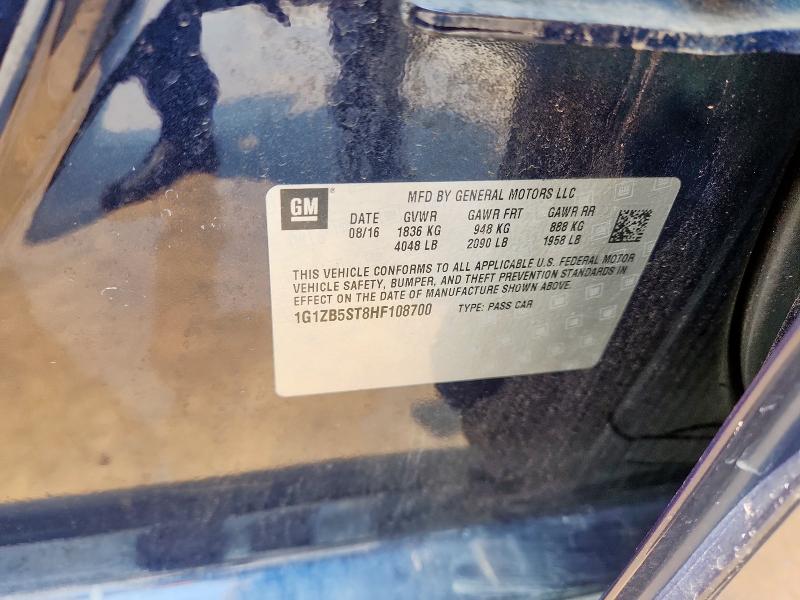 GM
MFD BY GENERAL MOTORS LLC
DATE GVWR GAWR FRT GAWR RR
08/16 1836 KG 948 KG 888 KG
4048 LB 2090 LB 1958 LB
THIS VEHICLE CONFORMS TO ALL APPLICABLE U.S. FEDERAL MOTOR
VEHICLE SAFETY, BUMPER, AND THEFT PREVENTION STANDARDS IN
EFFECT ON THE DATE OF MANUFACTURE SHOWN ABOVE.
1G1ZB5ST8HF108700 TYPE: PASS CAR